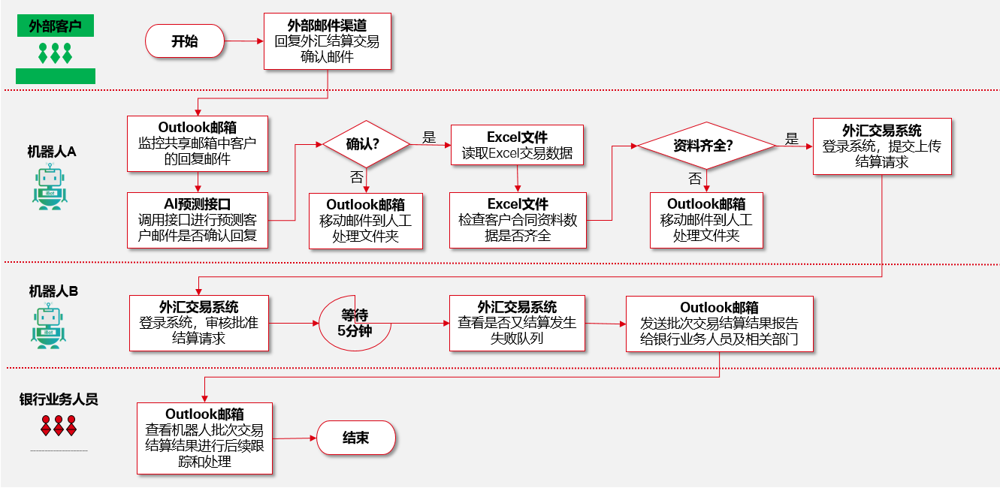 外部客户
开始
外部邮件渠道
回复外汇结算交易
确认邮件
机器人A
iBot
Outlook邮箱
监控共享邮箱中客户
的回复邮件
AI预测接口
调用接口进行预测客
户邮件是否确认回复
确认?
是
否
Outlook邮箱
移动邮件到人工
处理文件夹
Excel文件
读取Excel交易数据
Excel文件
检查客户合同资料数
据是否齐全
资料齐全?
是
否
Outlook邮箱
移动邮件到人工
处理文件夹
外汇交易系统
登录系统，提交上传
结算请求
机器人B
iBot
外汇交易系统
登录系统，审核批准
结算请求
等待
5分钟
外汇交易系统
查看是否又结算发生
失败队列
Outlook邮箱
发送批次交易结算结果报告
给银行业务人员及相关部门
银行业务人员
Outlook邮箱
查看机器人批次交易
结算结果进行后续跟
踪和处理
结束